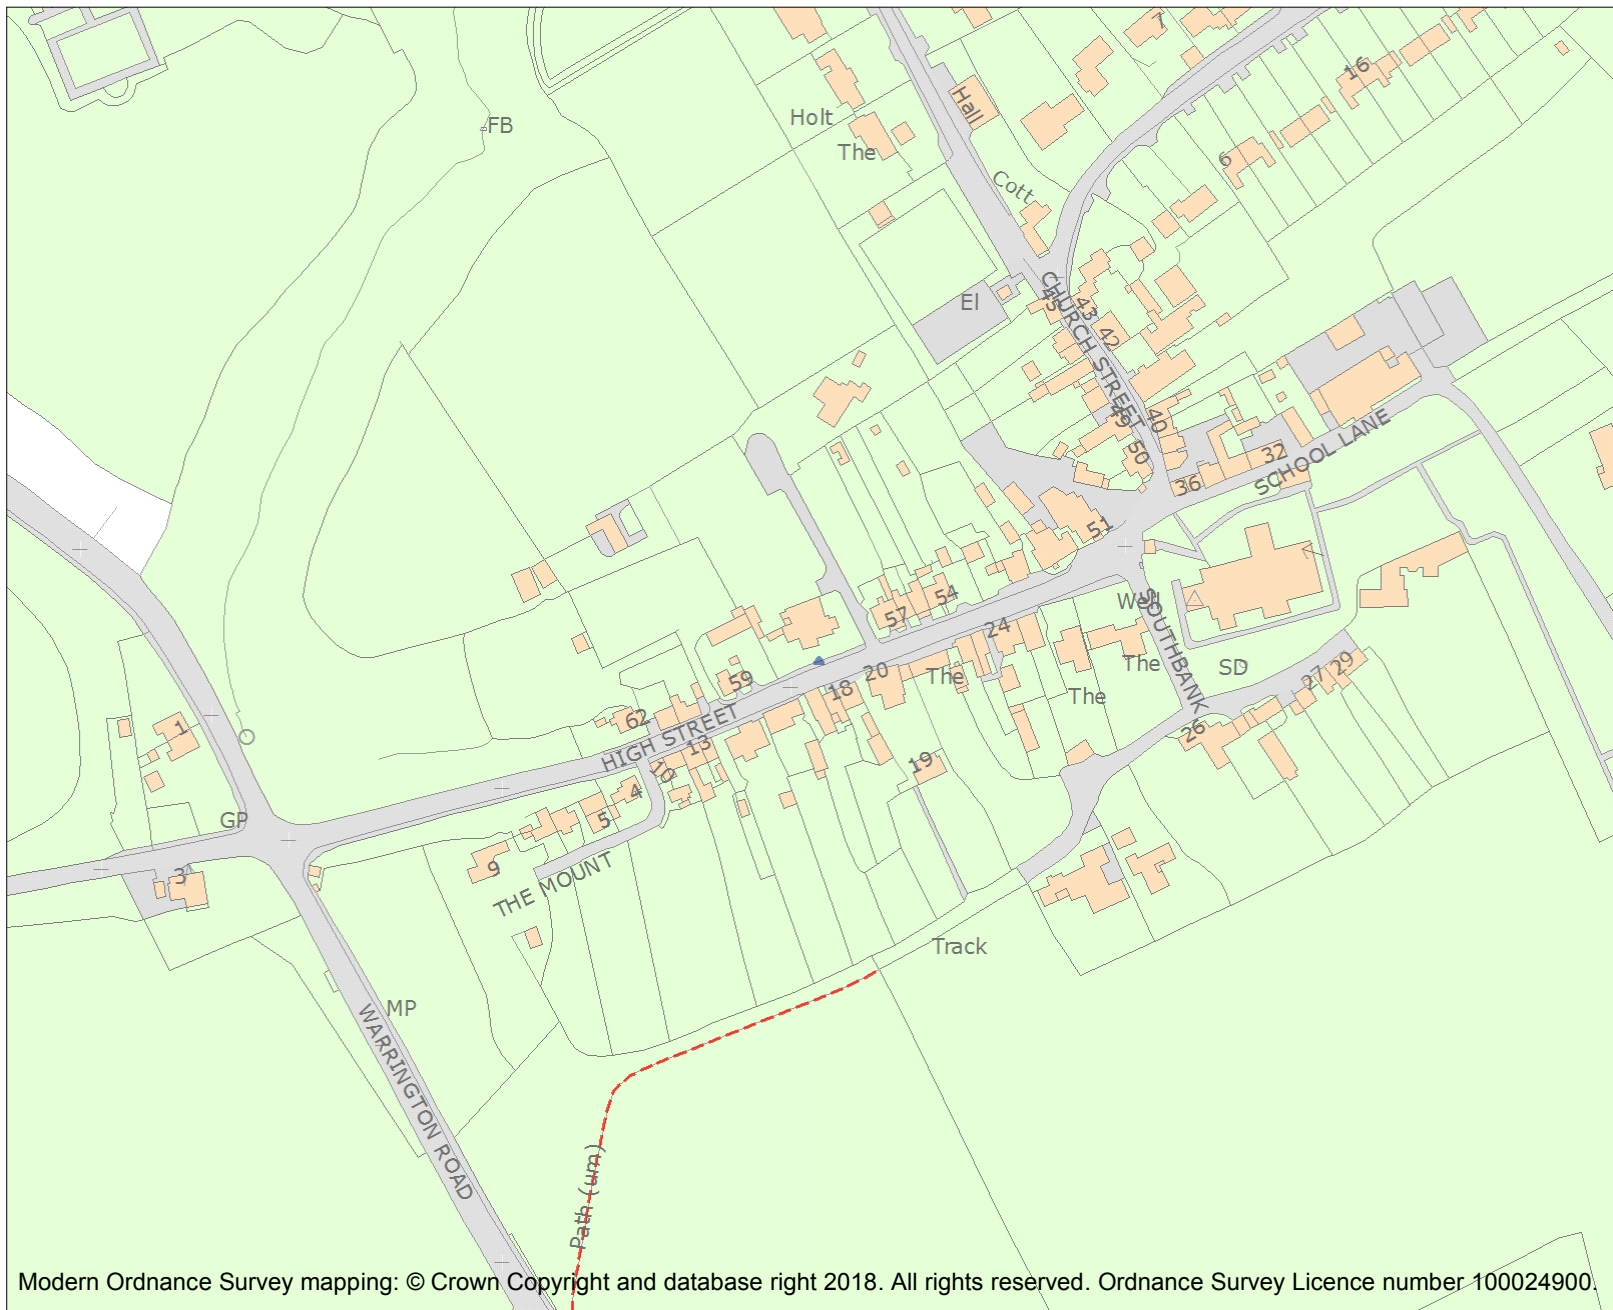 7
16
Hall
Holt
FB
The
6
Cott
El
CHURCH STREET
45
43
42
49
40
50
32
SCHOOL LANE
36
51
54
57
Well
SOUTHBANK
24
The
SD
The
20
The
18
27
29
59
26
62
HIGH STREET
13
10
19
1
4
5
GP
9
3
THE MOUNT
Track
MP
WARRINGTON ROAD
Path (um)
Modern Ordnance Survey mapping: © Crown Copyright and database right 2018. All rights reserved. Ordnance Survey Licence number 100024900.